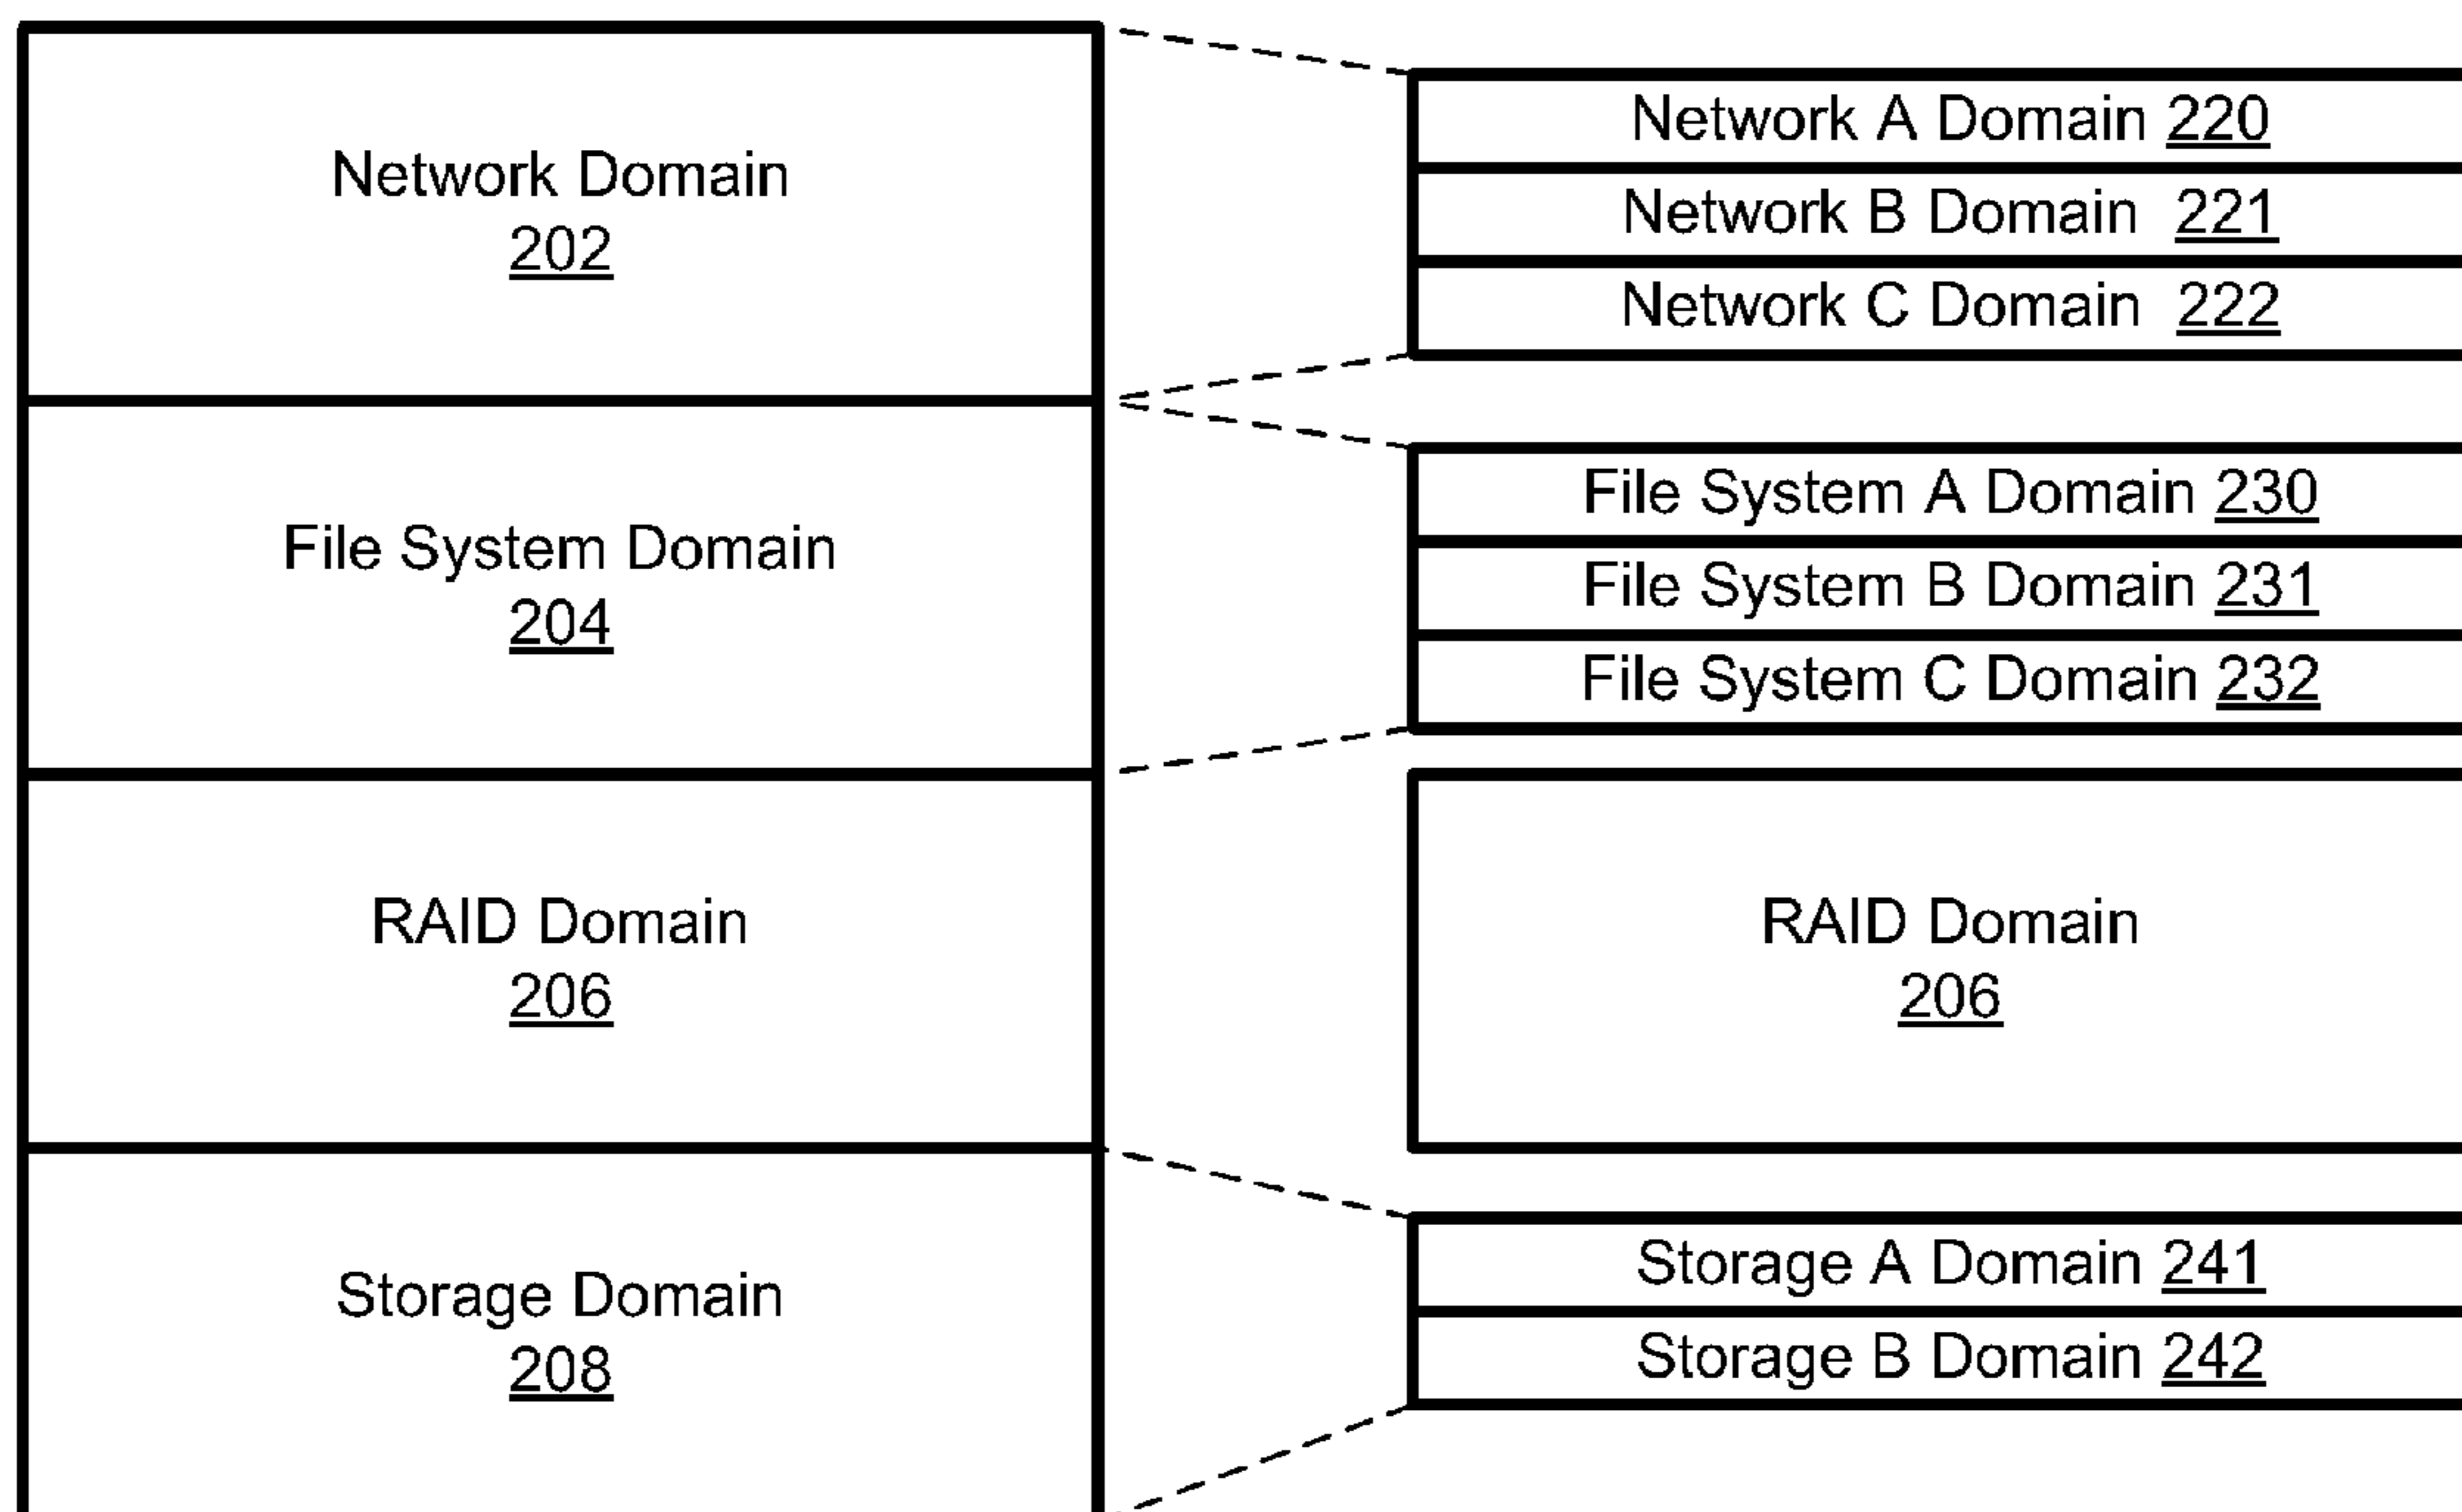 Network Domain
202
File System Domain
204
RAID Domain
206
Storage Domain
208
Network A Domain 220
Network B Domain 221
Network C Domain 222
File System A Domain 230
File System B Domain 231
File System C Domain 232
RAID Domain
206
Storage A Domain 241
Storage B Domain 242